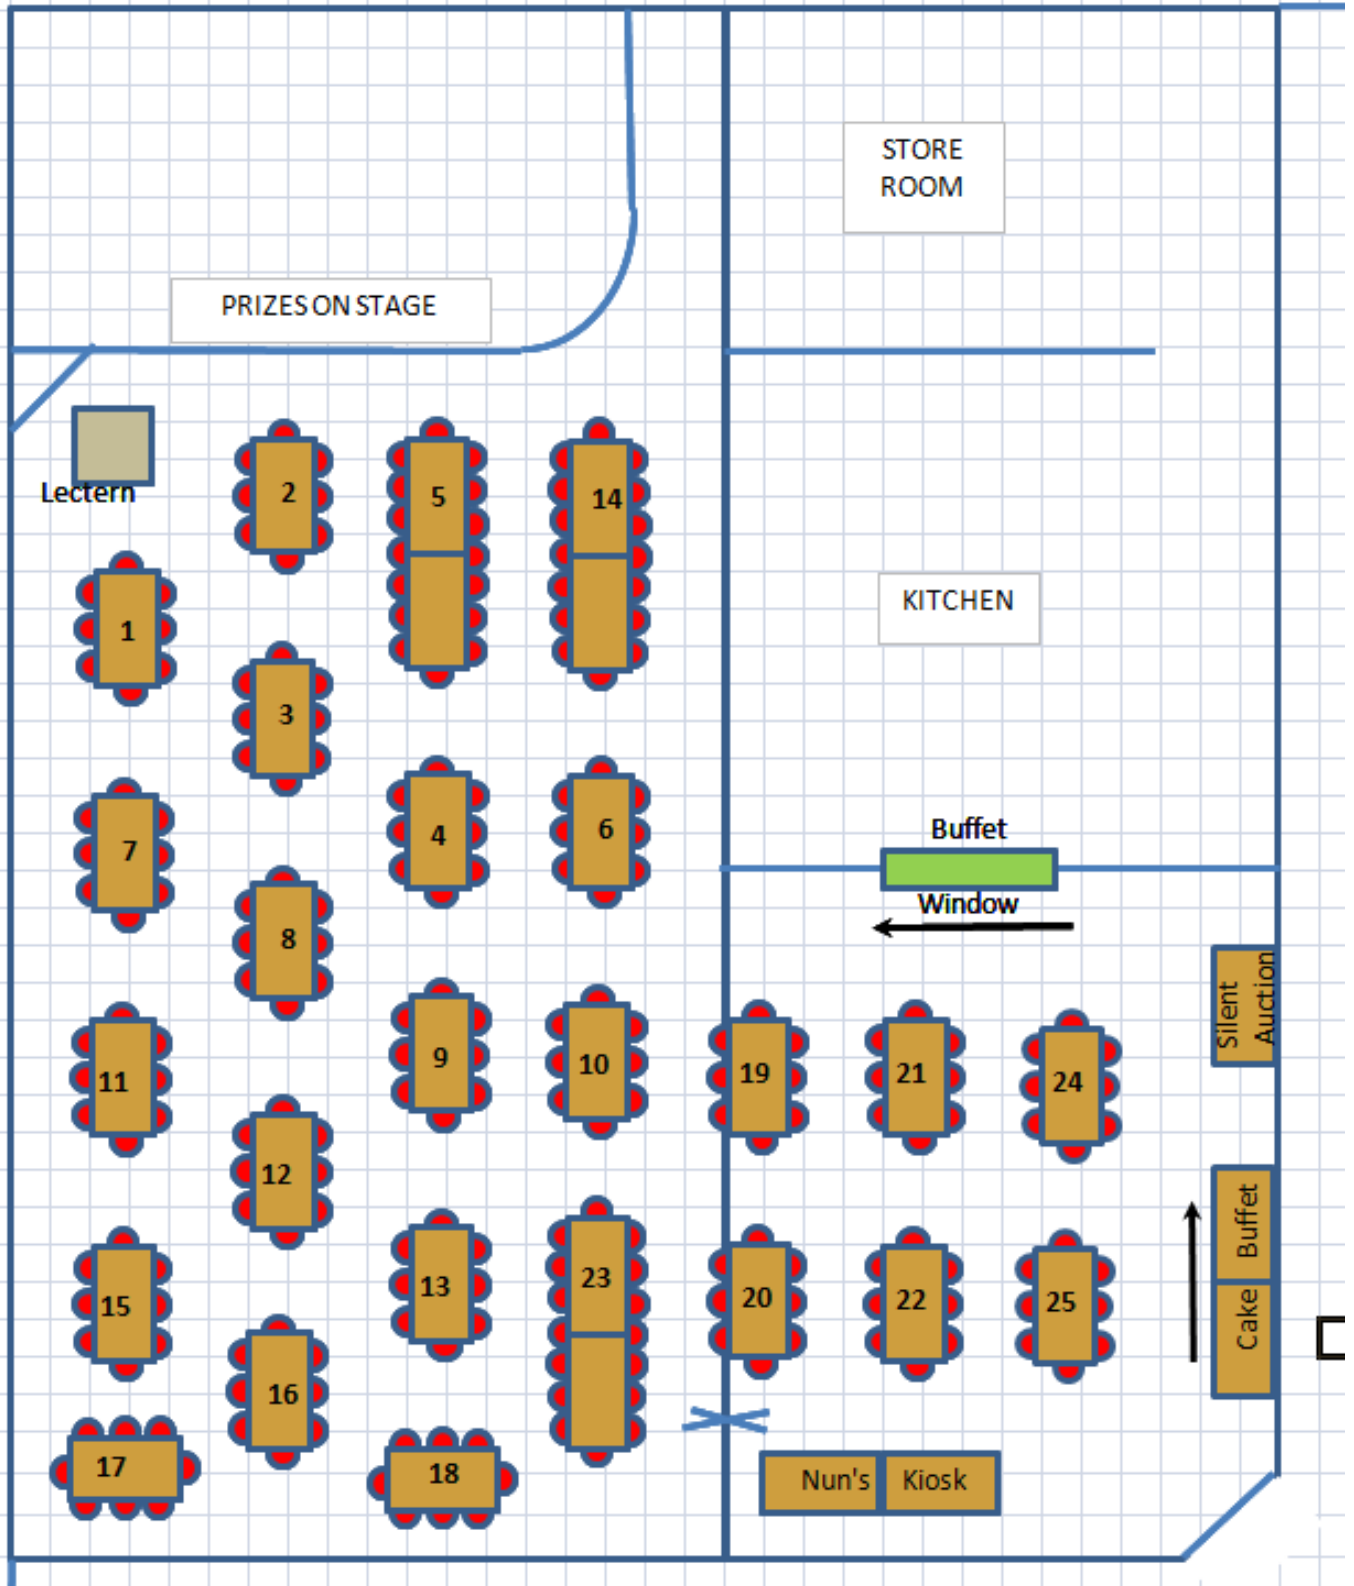 STORE
ROOM
PRIZES ON STAGE
Lectern
2
5
14
1
KITCHEN
3
Buffet
4
6
7
Window
8
Silent
Auction
9
10
19
21
24
11
12
Buffet
13
23
20
22
25
15
Cake
16
17
18
Nun's
Kiosk